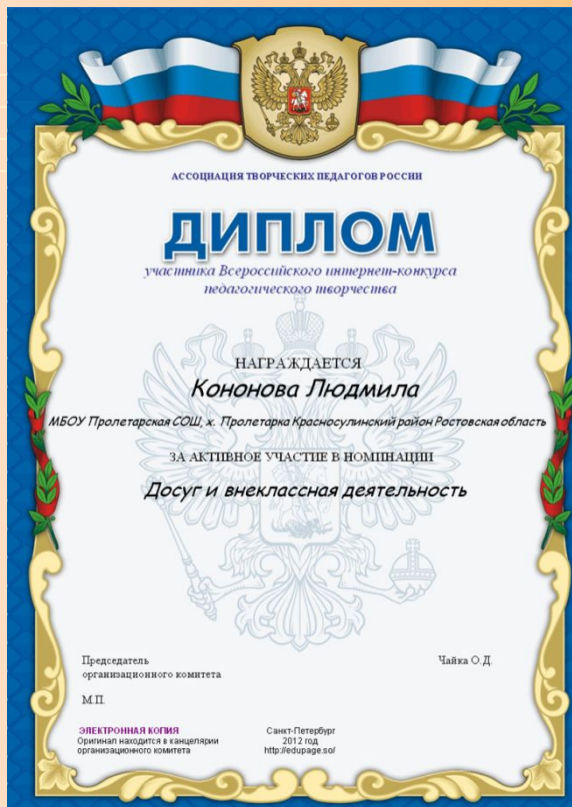 АССОЦИАЦИЯ ТВОРЧЕСКИХ ПЕДАГОГОВ РОССИИ
ДИПЛОМ
участника Всероссийского интернет-конкурса
педагогического творчества
НАГРАЖДАЕТСЯ
Кононова Людмила
МБОУ Пролетарская СОШ, х. Пролетарка Красносулинский район Ростовская область
ЗА АКТИВНОЕ УЧАСТИЕ В НОМИНАЦИИ
Досуг и внеклассная деятельность
Председатель
организационного комитета
Чайка О.Д.
М.П.
ЭЛЕКТРОННАЯ КОПИЯ
Оригинал находится в канцелярии
организационного комитета
Санкт-Петербург
2012 год
http://edupage.so/